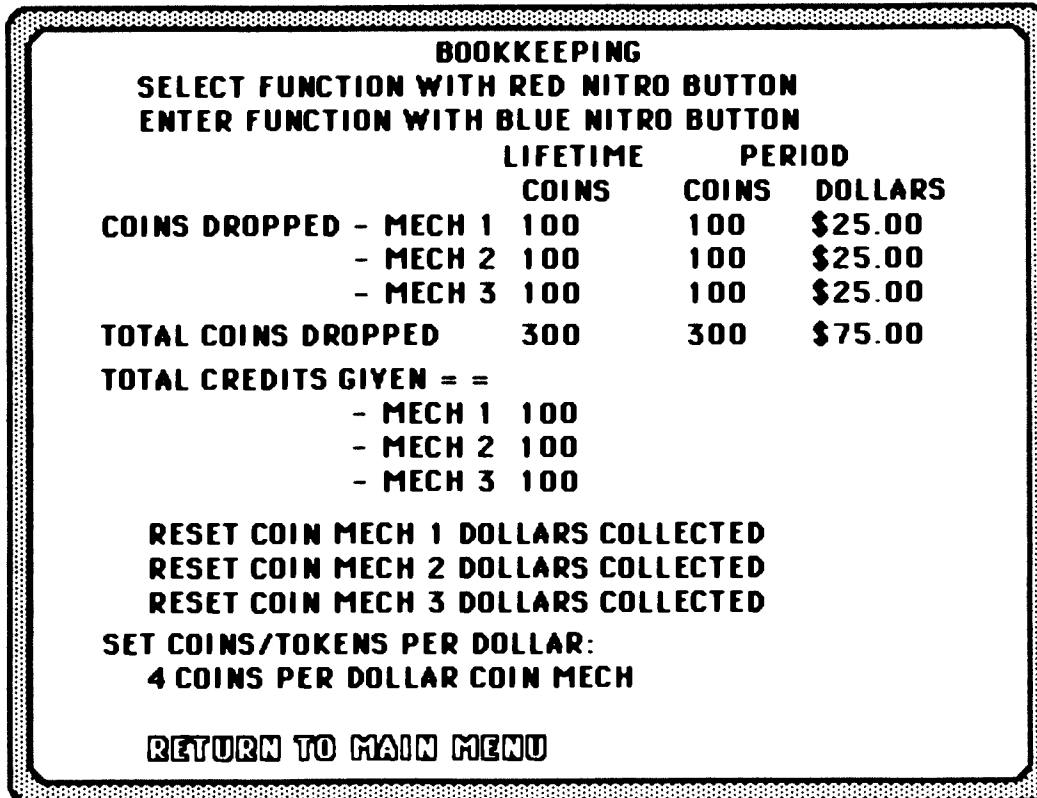 BOOKKEEPING
SELECT FUNCTION WITH RED NITRO BUTTON
ENTER FUNCTION WITH BLUE NITRO BUTTON
LIFETIME PERIOD
COINS COINS DOLLARS
COINS DROPPED - MECH 1 100 100 $25.00
- MECH 2 100 100 $25.00
- MECH 3 100 100 $25.00
TOTAL COINS DROPPED 300 300 $75.00
TOTAL CREDITS GIVEN = =
- MECH 1 100
- MECH 2 100
- MECH 3 100
RESET COIN MECH 1 DOLLARS COLLECTED
RESET COIN MECH 2 DOLLARS COLLECTED
RESET COIN MECH 3 DOLLARS COLLECTED
SET COINS/TOKENS PER DOLLAR:
4 COINS PER DOLLAR COIN MECH
RETURN TO MAIN MENU